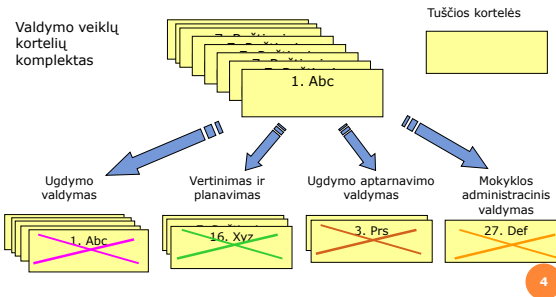 Valdymo veiklų
kortelių
komplektas
Tuščios kortelės
1. Abc
Ugdymo
valdymas
Vertinimas ir
planavimas
Ugdymo aptarnavimo
valdymas
Mokyklos
administracinis
valdymas
1. Abc
16. Xyz
3. Prs
27. Def
4